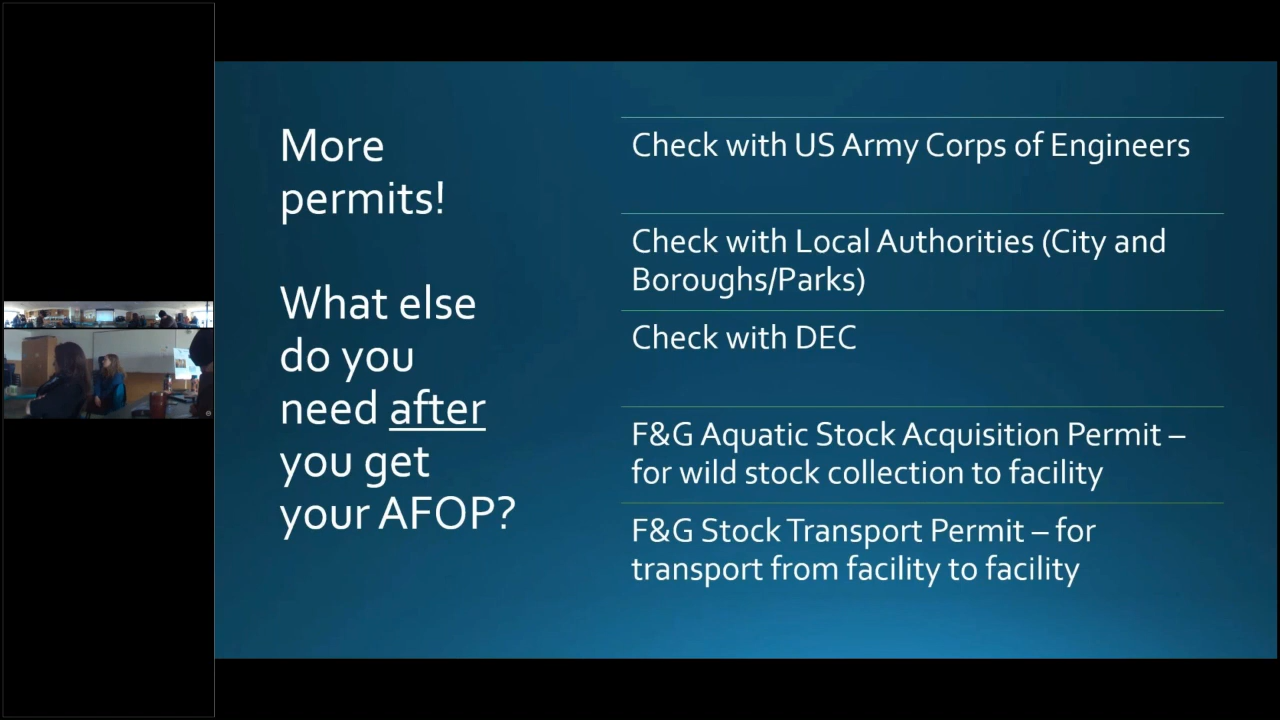 More
permits!
What else
do you
need after
you get
your AFOP?
Check with US Army Corps of Engineers
Check with Local Authorities (City and
Boroughs/Parks)
Check with DEC
F&G Aquatic Stock Acquisition Permit –
for wild stock collection to facility
F&G Stock Transport Permit – for
transport from facility to facility